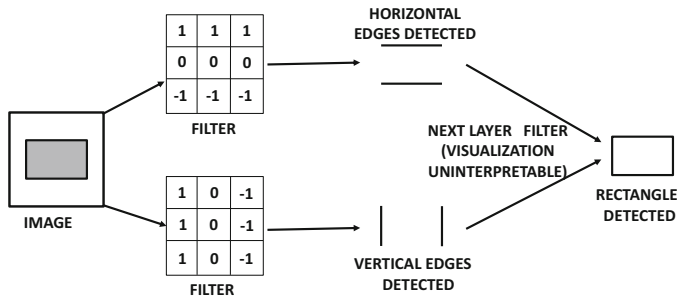 HORIZONTAL
EDGES DETECTED
1 1 1
0 0 0
-1 -1 -1
FILTER
NEXT LAYER FILTER
(VISUALIZATION
UNINTERPRETABLE)
IMAGE
RECTANGLE
DETECTED
1 0 -1
1 0 -1
1 0 -1
FILTER
VERTICAL EDGES
DETECTED